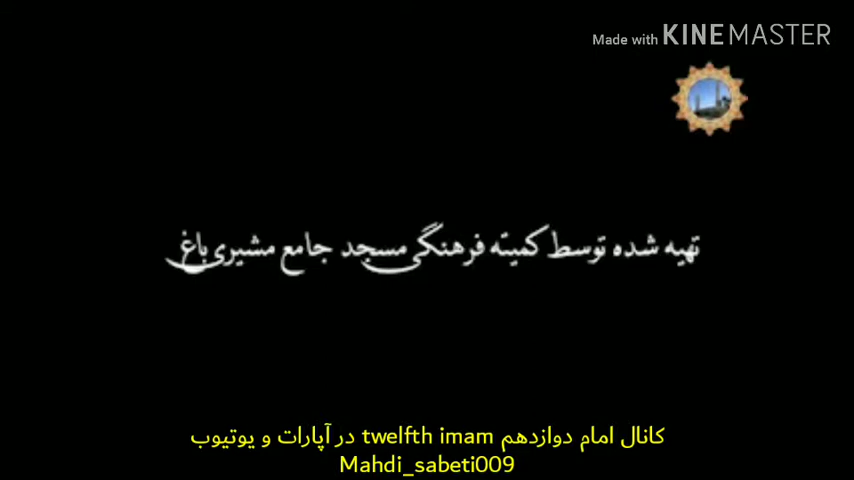 Made with KINEMASTER
تهیه شده توسط کمیته فرهنگی مسجد جامع مشیری باغ
کانال امام دوازدهم twelfth imam در آپارات و یوتیوب
Mahdi_sabeti009